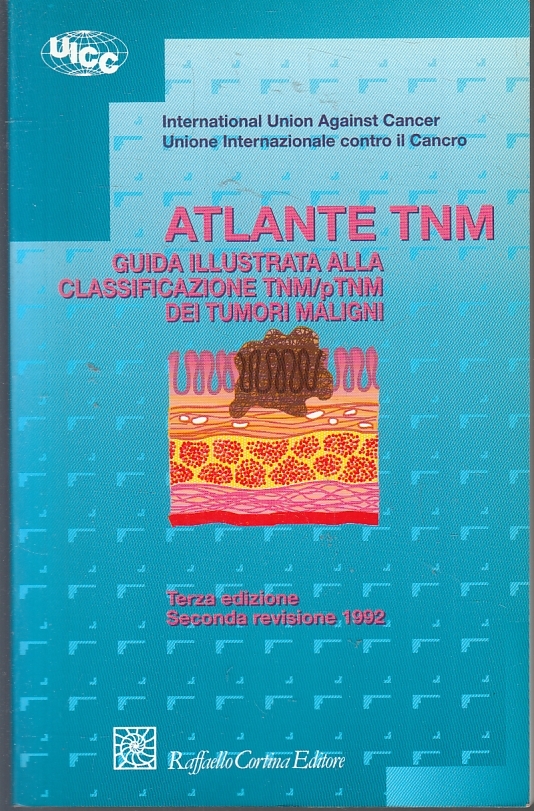 UICC
International Union Against Cancer
Unione Internazionale contro il Cancro
ATLANTE TNM
GUIDA ILLUSTRATA ALLA
CLASSIFICAZIONE TNM/pTNM
DEI TUMORI MALIGNI
Terza edizione
Seconda revisione 1992
Raffaello Cortina Editore